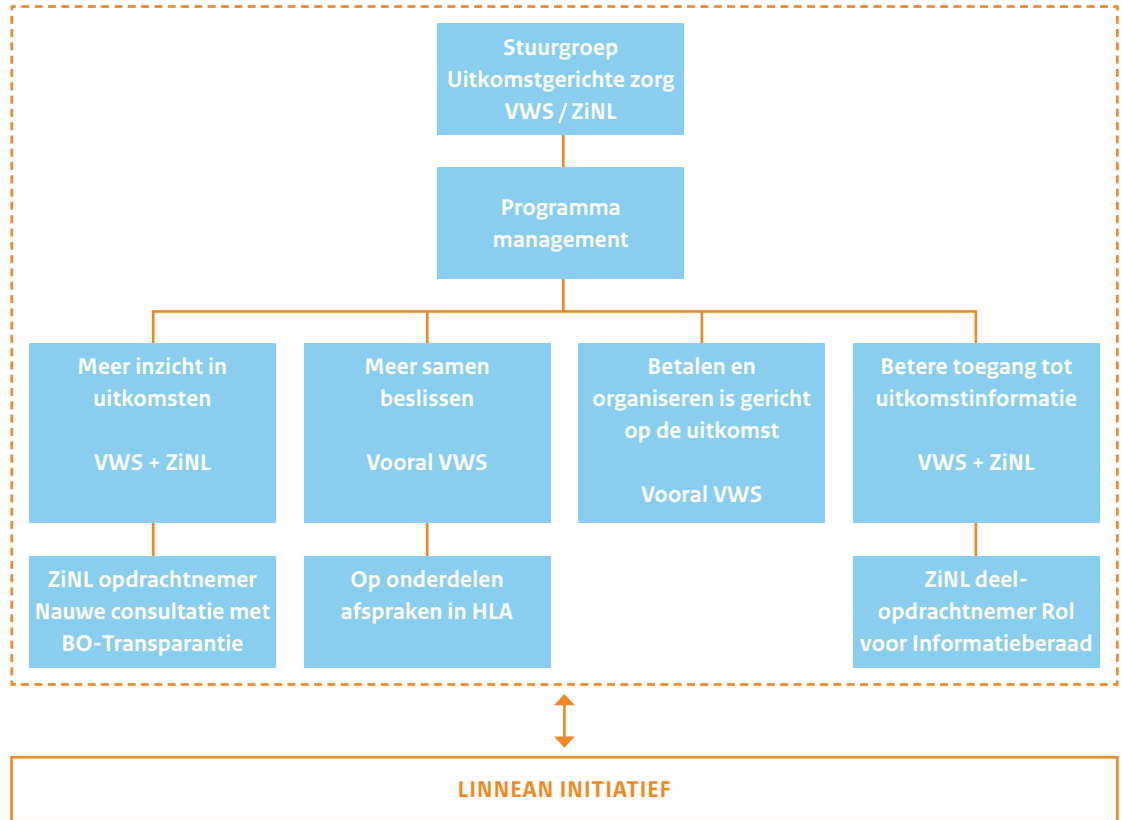 Stuurgroep
Uitkomstgerichte zorg
VWS / ZiNL
Programma
management
Meer inzicht in
uitkomsten
VWS + ZiNL
Meer samen
beslissen
Vooral VWS
Betalen en
organiseren is gericht
op de uitkomst
Vooral VWS
Betere toegang tot
uitkomstinformatie
VWS + ZiNL
ZiNL opdrachtnemer
Nauwe consultatie met
BO-Transparantie
Op onderdelen
afspraken in HLA
ZiNL deel-
opdrachtnemer Rol
voor Informatieberaad
LINNEAN INITIATIEF